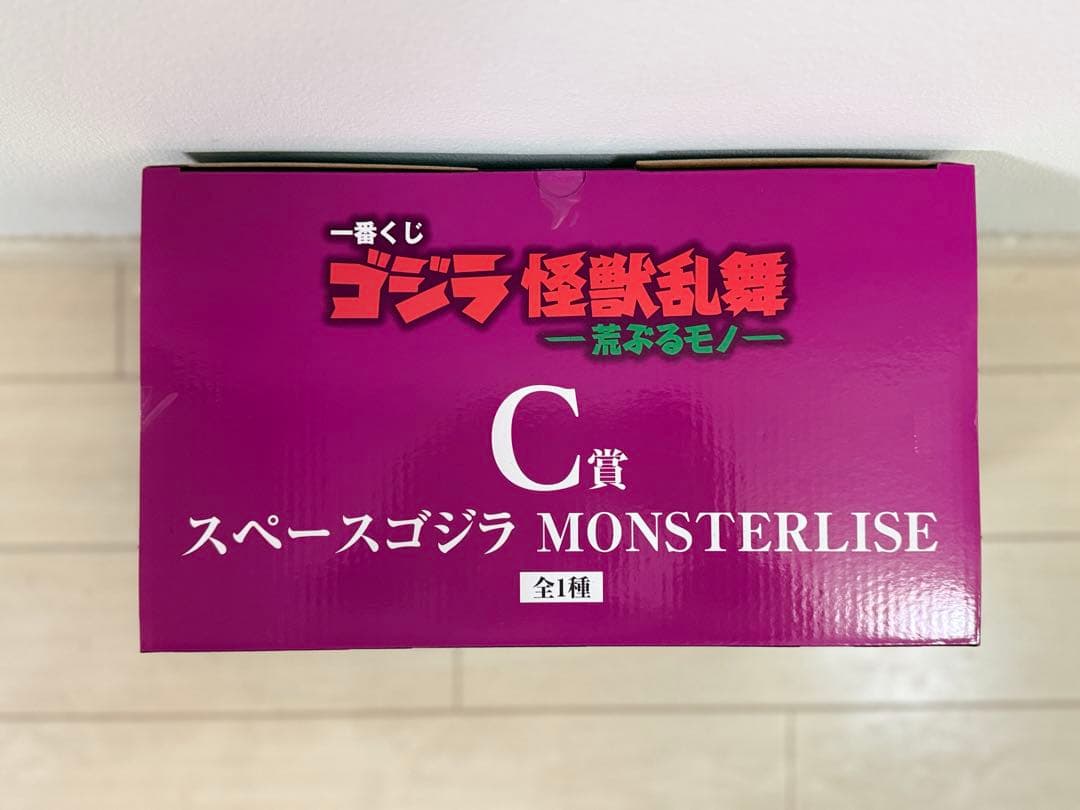 一番くじ
ゴジラ 怪獣乱舞
―荒ぶるモノ―
C賞
スペースゴジラ MONSTERLISE
全1種